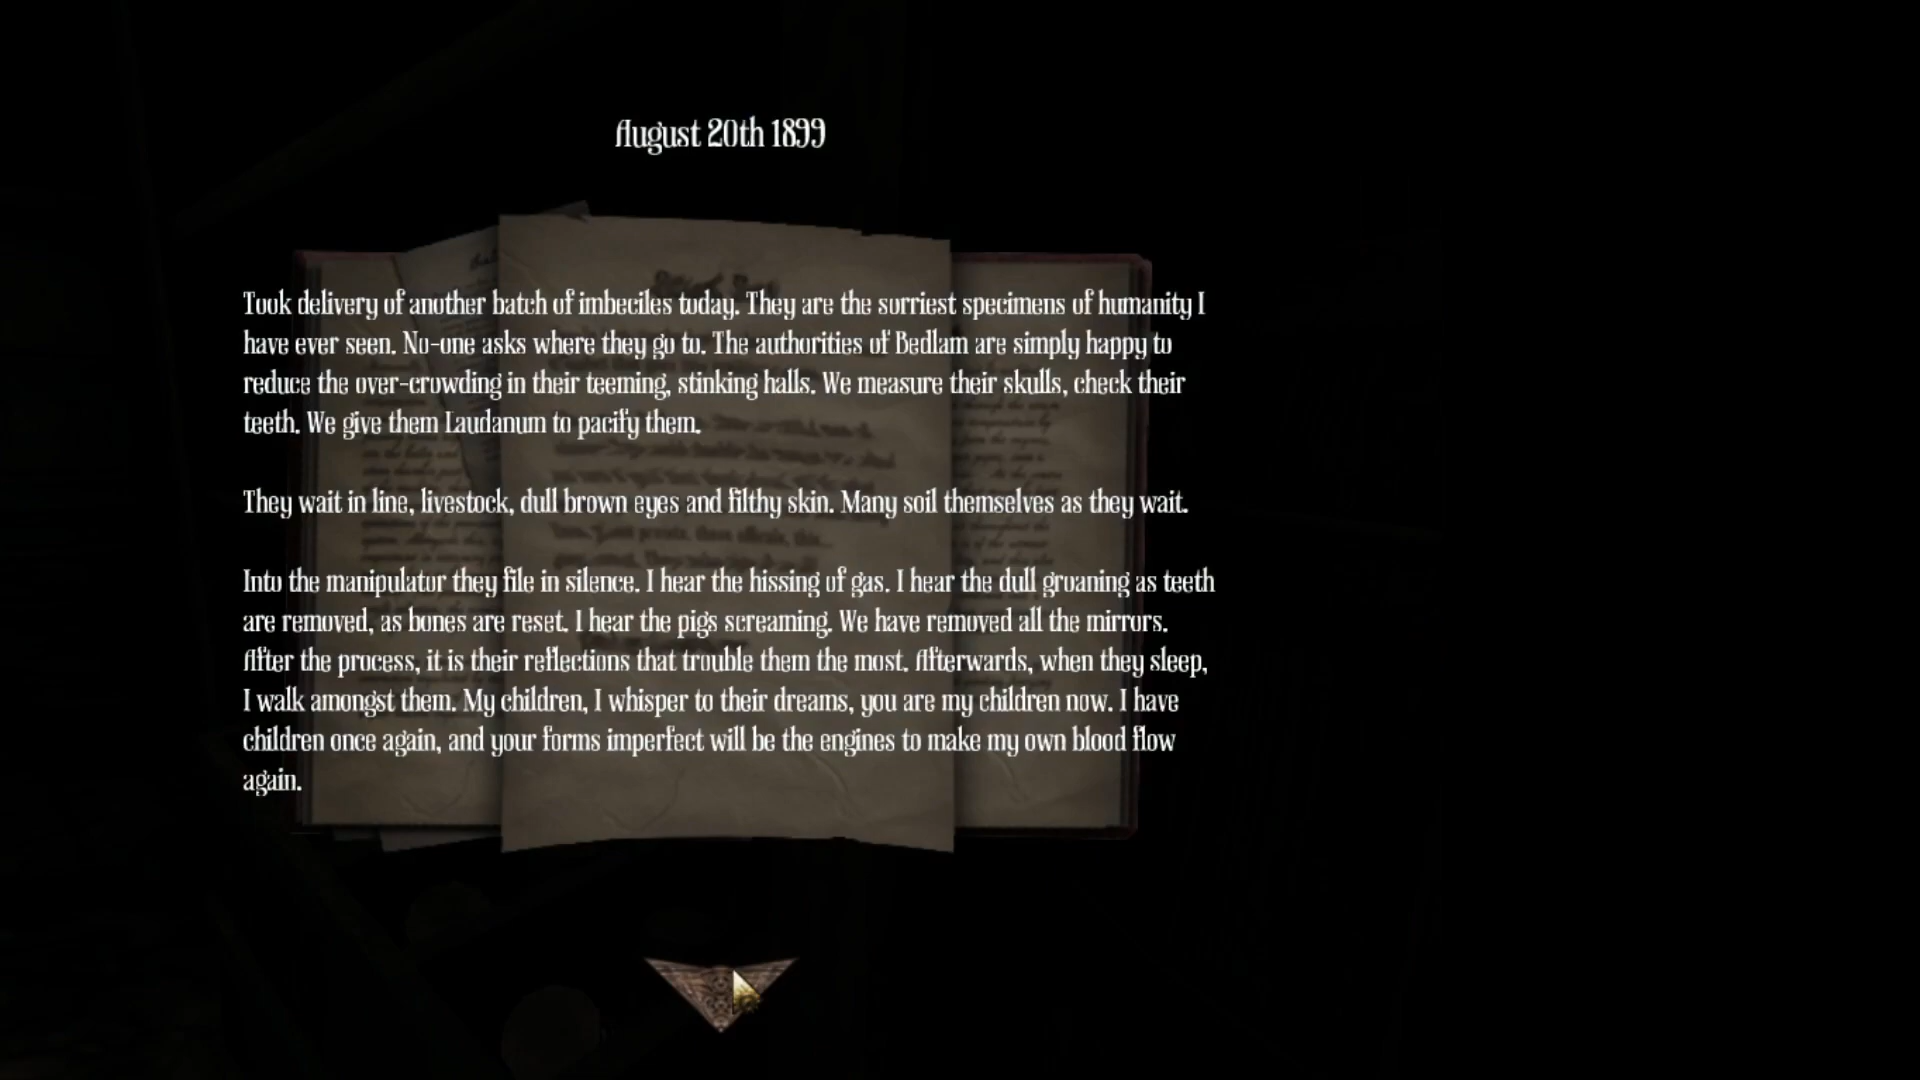 August 20th 1899
Took delivery of another batch of imbeciles today. They are the sorriest specimens of humanity I
have ever seen. No-one asks where they go to. The authorities of Bedlam are simply happy to
reduce the over-crowding in their teeming, stinking halls. We measure their skulls, check their
teeth. We give them Laudanum to pacify them.
They wait in line, livestock, dull brown eyes and filthy skin. Many soil themselves as they wait.
Into the manipulator they file in silence. I hear the hissing of gas. I hear the dull groaning as teeth
are removed, as bones are reset. I hear the pigs screaming. We have removed all the mirrors.
After the process, it is their reflections that trouble them the most. Afterwards, when they sleep,
I walk amongst them. My children, I whisper to their dreams, you are my children now. I have
children once again, and your forms imperfect will be the engines to make my own blood flow
again.